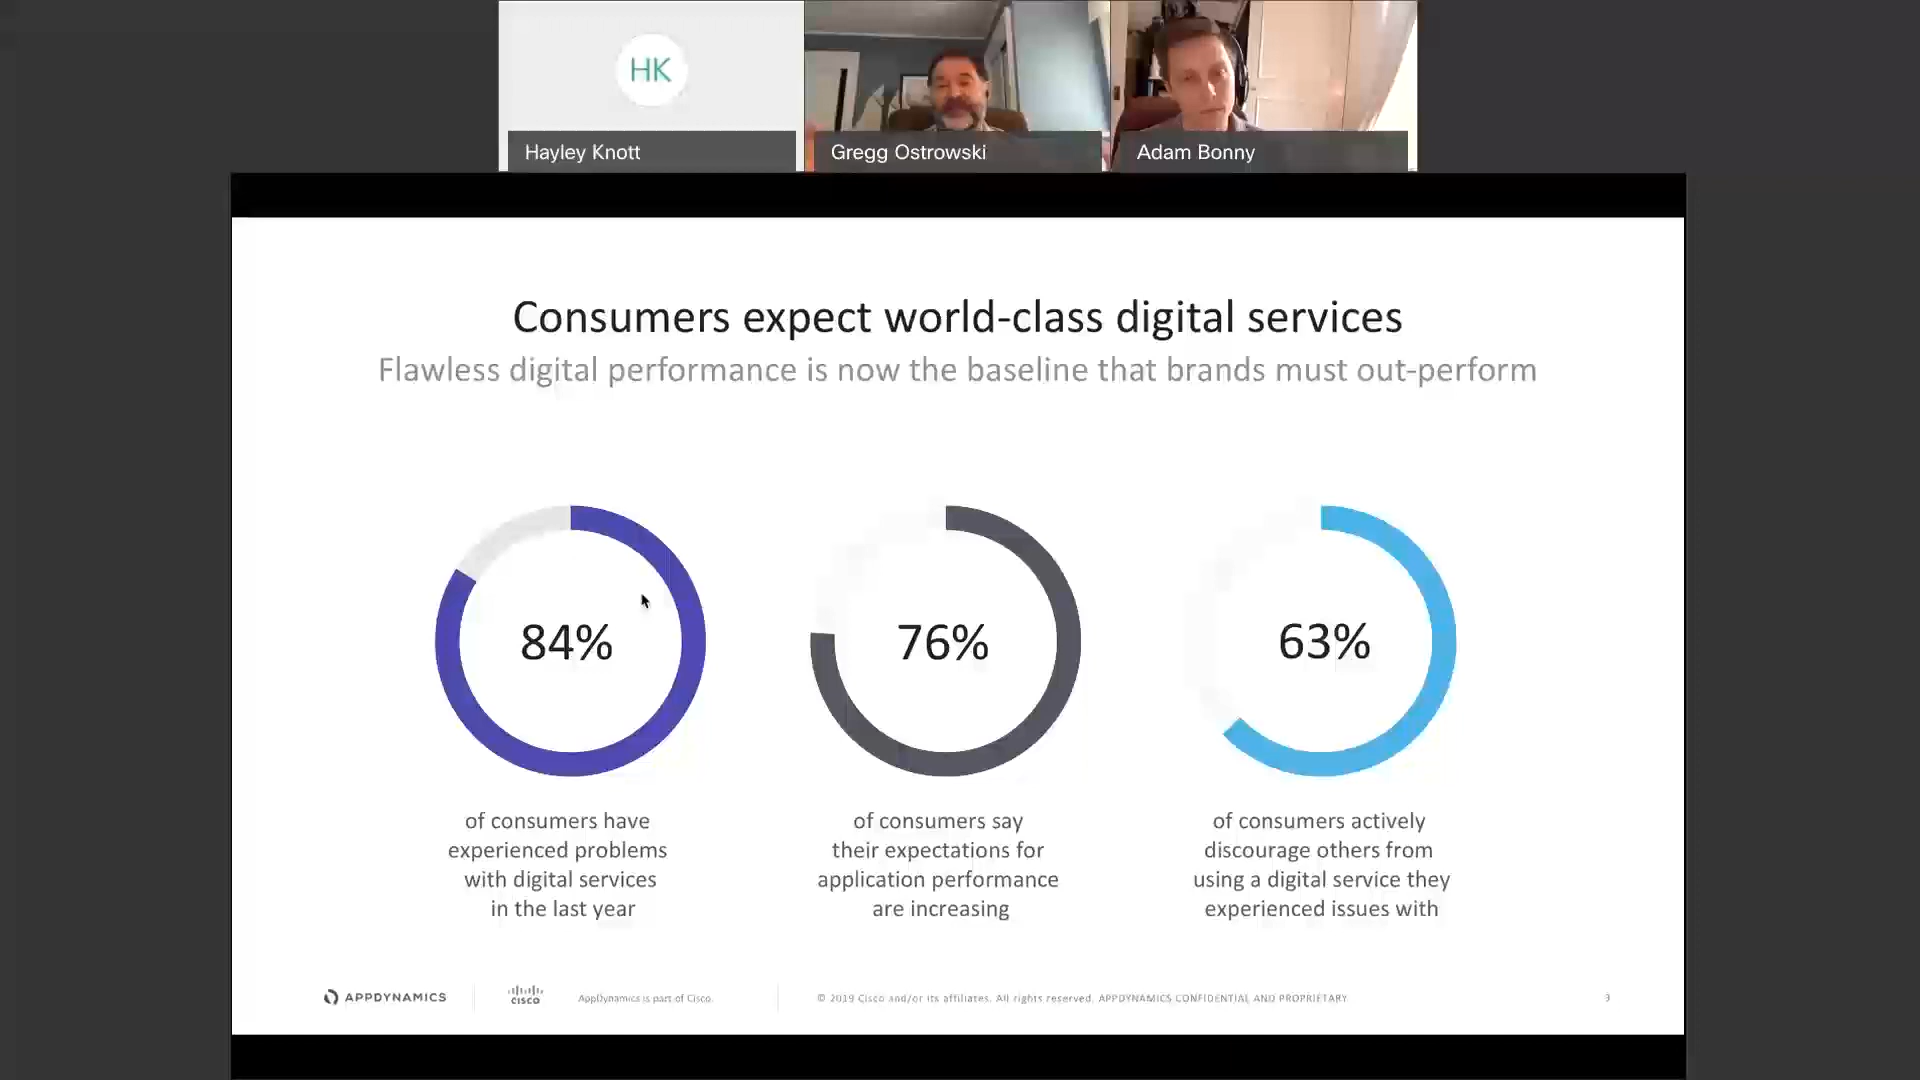 HK
Hayley Knott
Gregg Ostrowski
Adam Bonny
Consumers expect world-class digital services
Flawless digital performance is now the baseline that brands must out-perform
84%
76%
63%
of consumers have
experienced problems
with digital services
in the last year
of consumers say
their expectations for
application performance
are increasing
of consumers actively
discourage others from
using a digital service they
experienced issues with
APPDYNAMICS
CISCO
AppDynamics is part of Cisco.
© 2019 Cisco and/or its affiliates. All rights reserved. APPDYNAMICS CONFIDENTIAL AND PROPRIETARY
3